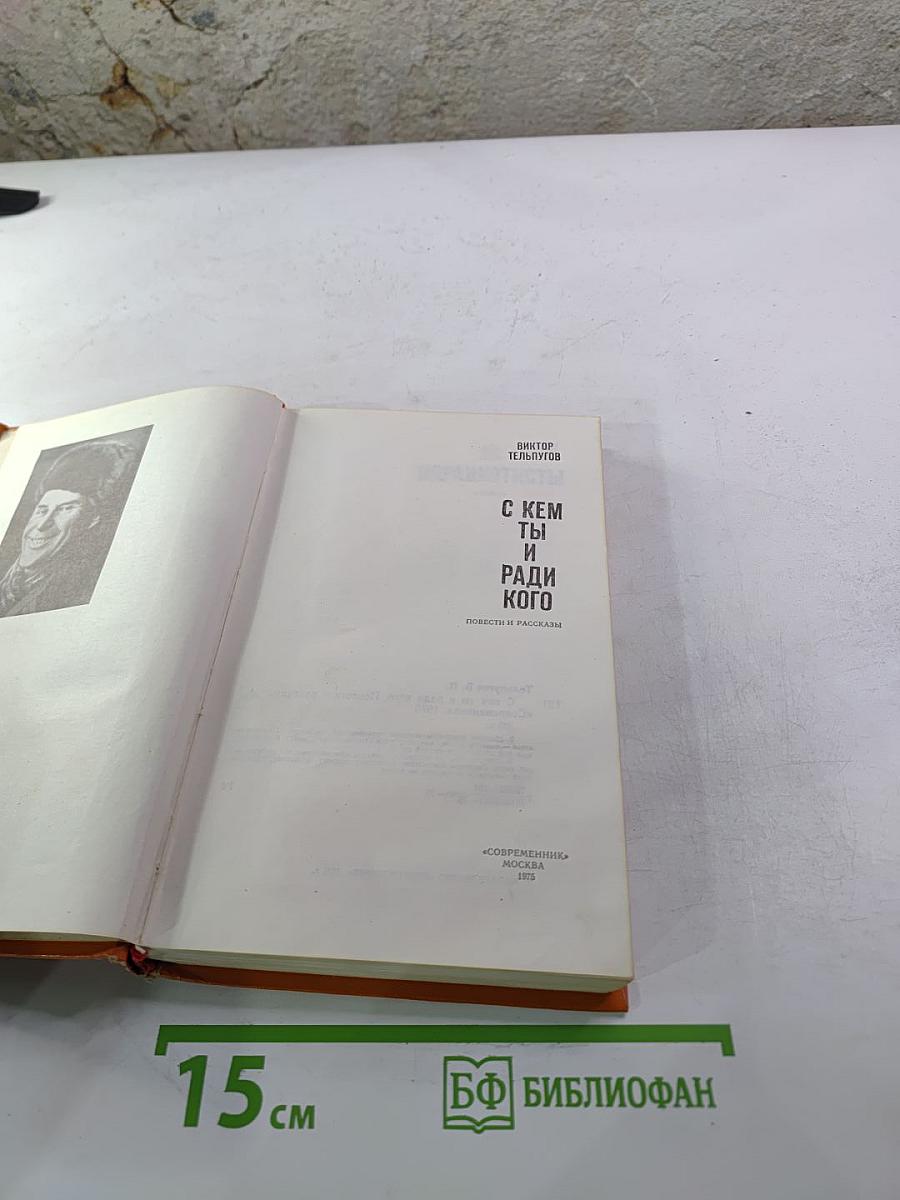 ВИКТОР
ТЕЛЬПУГОВ
С КЕМ
ТЫ
И
РАДИ
КОГО
ПОВЕСТИ И РАССКАЗЫ
«СОВРЕМЕННИК»
МОСКВА
1975
15 СМ
БФ БИБЛИОФАН